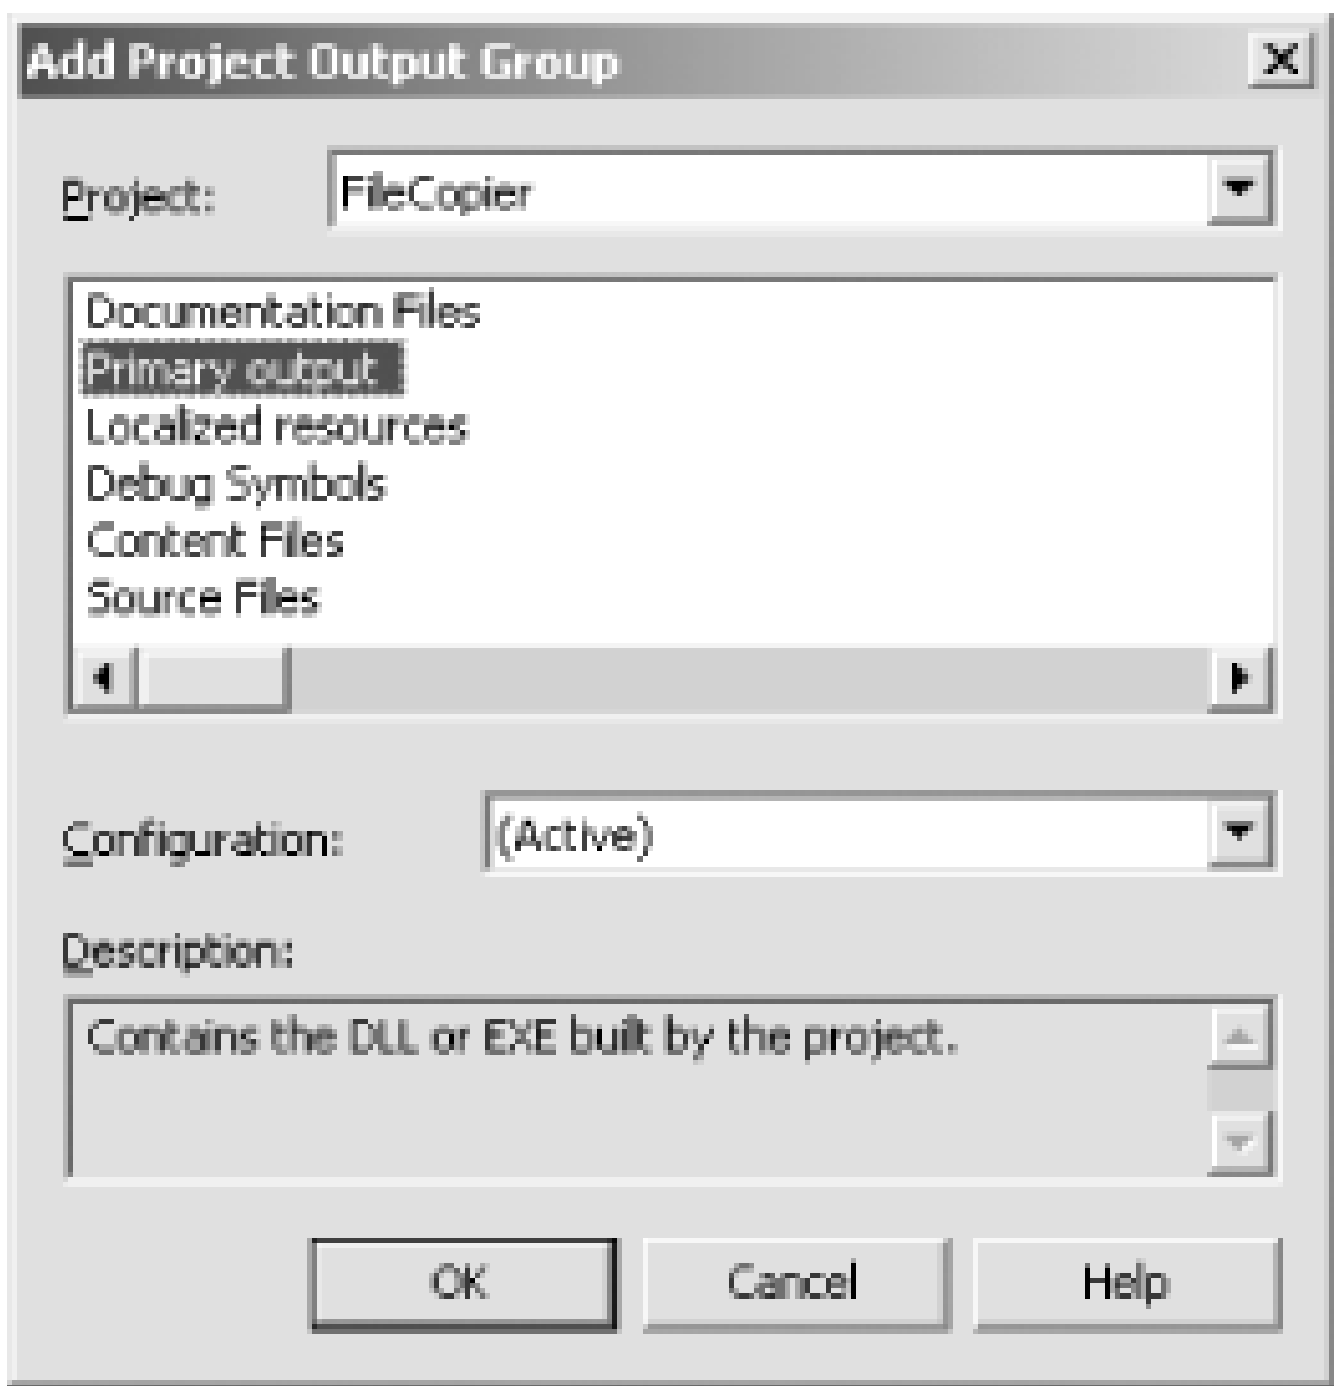 Add Project Output Group
Project: FileCopier
Documentation Files
Primary output
Localized resources
Debug Symbols
Content Files
Source Files
Configuration: (Active)
Description:
Contains the DLL or EXE built by the project.
OK Cancel Help